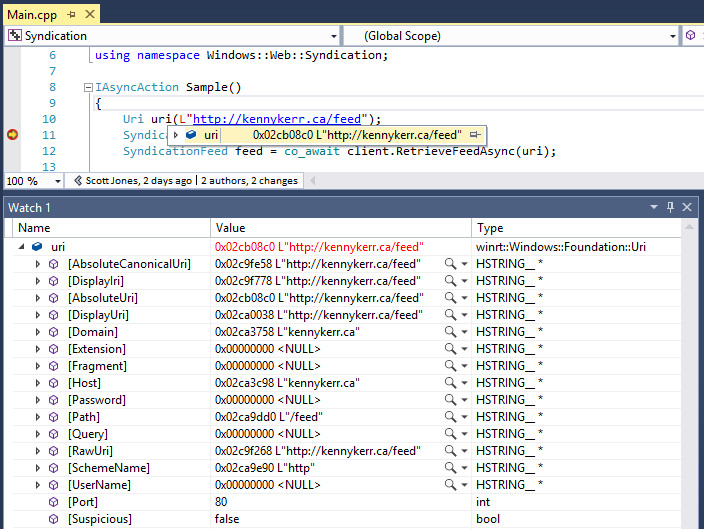 Main.cpp
Syndication (Global Scope)
6 using namespace Windows::Web::Syndication;
7
8 IAsyncAction Sample()
9 {
10 Uri uri(L"http://kennykerr.ca/feed");
11 Syndica uri 0x02cb08c0 L"http://kennykerr.ca/feed"
12 SyndicationFeed feed = co_await client.RetrieveFeedAsync(uri);
13
100 % Scott Jones, 2 days ago | 2 authors, 2 changes
Watch 1
Name Value Type
uri 0x02cb08c0 L"http://kennykerr.ca/feed" winrt::Windows::Foundation::Uri
[AbsoluteCanonicalUri] 0x02c9fe58 L"http://kennykerr.ca/feed" HSTRING__ *
[DisplayIri] 0x02c9f778 L"http://kennykerr.ca/feed" HSTRING__ *
[AbsoluteUri] 0x02cb08c0 L"http://kennykerr.ca/feed" HSTRING__ *
[DisplayUri] 0x02ca0038 L"http://kennykerr.ca/feed" HSTRING__ *
[Domain] 0x02ca3758 L"kennykerr.ca" HSTRING__ *
[Extension] 0x00000000 <NULL> HSTRING__ *
[Fragment] 0x00000000 <NULL> HSTRING__ *
[Host] 0x02ca3c98 L"kennykerr.ca" HSTRING__ *
[Password] 0x00000000 <NULL> HSTRING__ *
[Path] 0x02ca9dd0 L"/feed" HSTRING__ *
[Query] 0x00000000 <NULL> HSTRING__ *
[RawUri] 0x02c9f268 L"http://kennykerr.ca/feed" HSTRING__ *
[SchemeName] 0x02ca9e90 L"http" HSTRING__ *
[UserName] 0x00000000 <NULL> HSTRING__ *
[Port] 80 int
[Suspicious] false bool